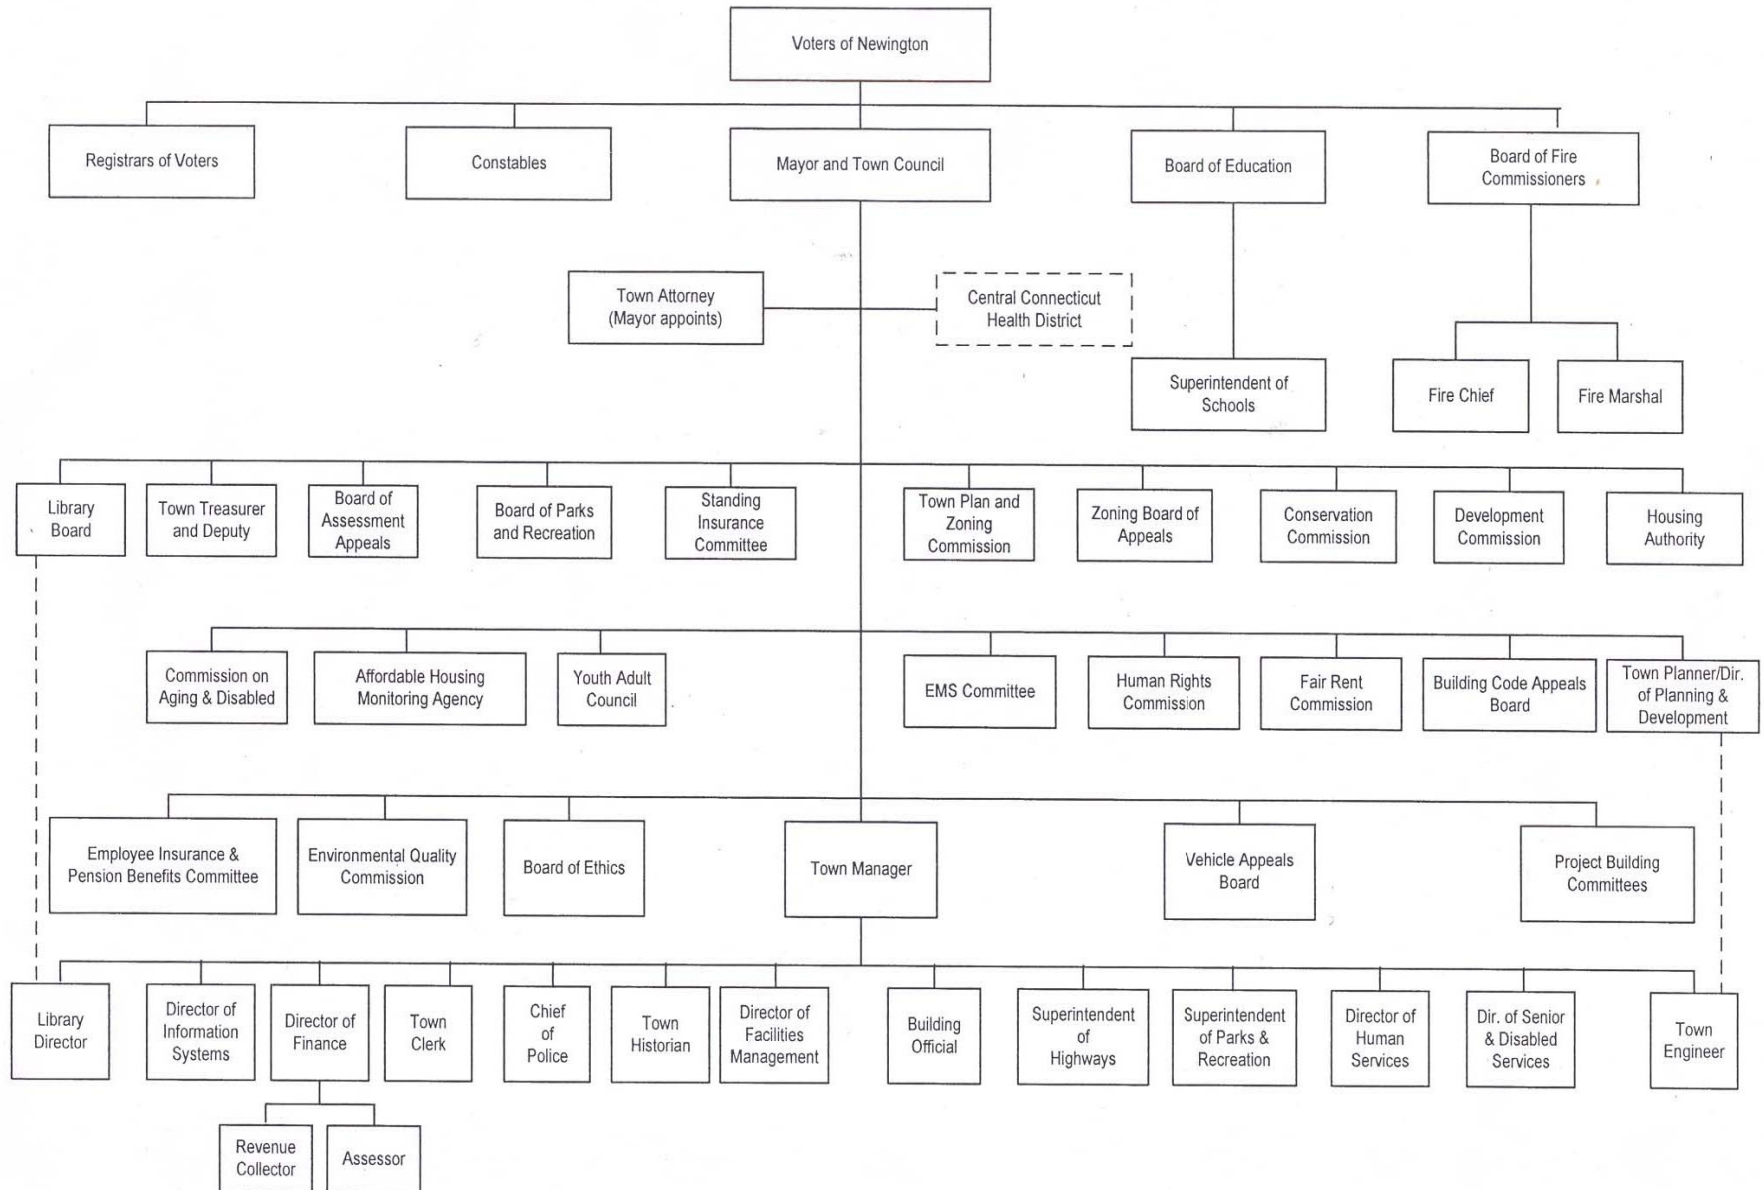 Voters of Newington
Registrars of Voters
Constables
Mayor and Town Council
Board of Education
Board of Fire
Commissioners
Town Attorney
(Mayor appoints)
Central Connecticut
Health District
Superintendent of
Schools
Fire Chief
Fire Marshal
Library
Board
Town Treasurer
and Deputy
Board of
Assessment
Appeals
Board of Parks
and Recreation
Standing
Insurance
Committee
Town Plan and
Zoning
Commission
Zoning Board of
Appeals
Conservation
Commission
Development
Commission
Housing
Authority
Commission on
Aging & Disabled
Affordable Housing
Monitoring Agency
Youth Adult
Council
EMS Committee
Human Rights
Commission
Fair Rent
Commission
Building Code Appeals
Board
Town Planner/Dir.
of Planning &
Development
Employee Insurance &
Pension Benefits Committee
Environmental Quality
Commission
Board of Ethics
Town Manager
Vehicle Appeals
Board
Project Building
Committees
Library
Director
Director of
Information
Systems
Director of
Finance
Town
Clerk
Chief
of
Police
Town
Historian
Director of
Facilities
Management
Building
Official
Superintendent
of
Highways
Superintendent
of Parks &
Recreation
Director of
Human
Services
Dir. of Senior
& Disabled
Services
Town
Engineer
Revenue
Collector
Assessor